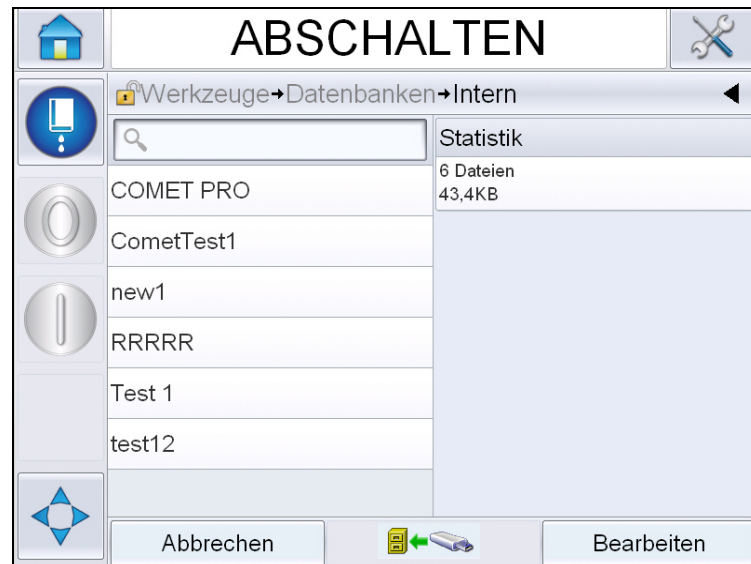 ABSCHALTEN
Werkzeuge→Datenbanken→Intern
Statistik
6 Dateien
43,4KB
COMET PRO
CometTest1
new1
RRRRR
Test 1
test12
Abbrechen
Bearbeiten